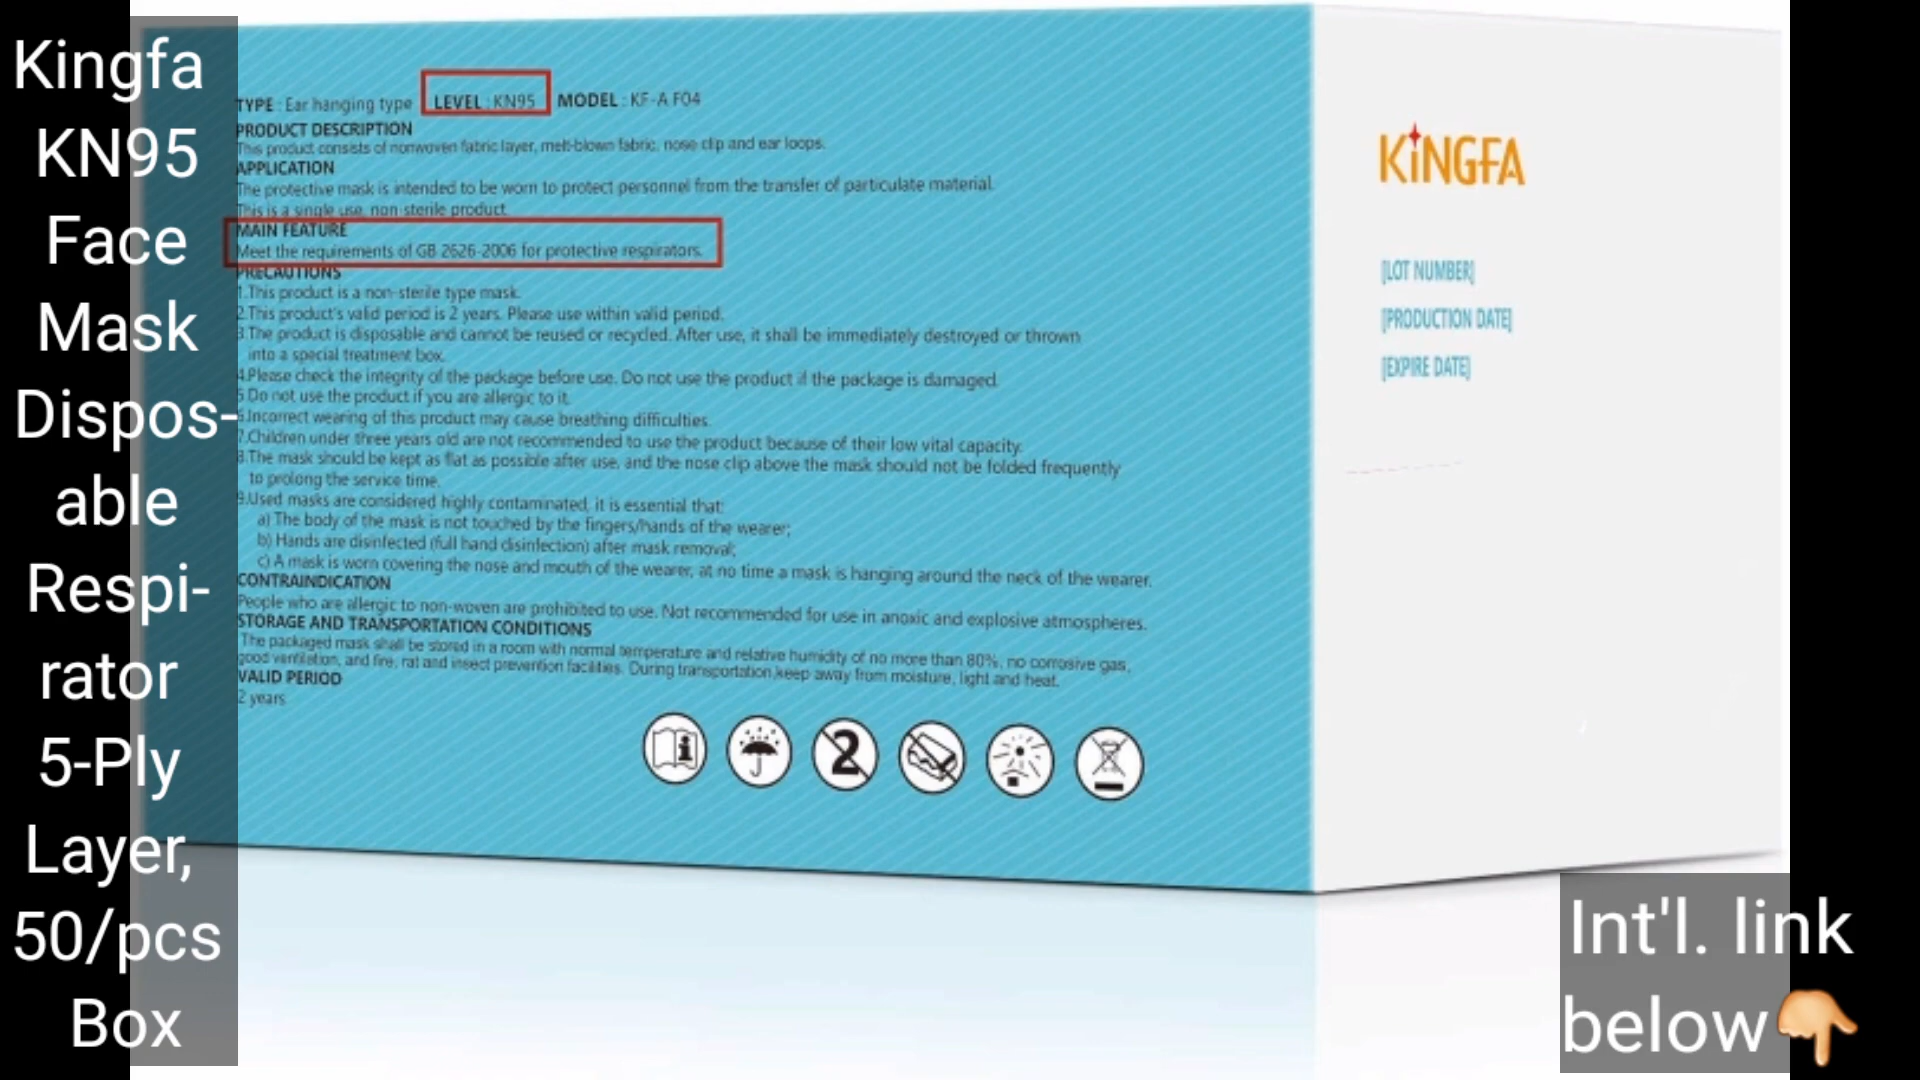 Kingfa
KN95
Face
Mask
Dispos-
able
Respi-
rator
5-Ply
Layer,
50/pcs
Box
TYPE : Ear hanging type LEVEL : KN95 MODEL : KF-A F04
PRODUCT DESCRIPTION
This product consists of nonwoven fabric layer, melt-blown fabric, nose clip and ear loops.
APPLICATION
The protective mask is intended to be worn to protect personnel from the transfer of particulate material.
This is a single use, non-sterile product.
MAIN FEATURE
Meet the requirements of GB 2626-2006 for protective respirators.
PRECAUTIONS
1.This product is a non-sterile type mask.
2.This product's valid period is 2 years. Please use within valid period.
3.The product is disposable and cannot be reused or recycled. After use, it shall be immediately destroyed or thrown
into a special treatment box.
4.Please check the integrity of the package before use. Do not use the product if the package is damaged.
5.Do not use the product if you are allergic to it.
6.Incorrect wearing of this product may cause breathing difficulties.
7.Children under three years old are not recommended to use the product because of their low vital capacity.
8.The mask should be kept as flat as possible after use, and the nose clip above the mask should not be folded frequently
to prolong the service time.
9.Used masks are considered highly contaminated, it is essential that:
a) The body of the mask is not touched by the fingers/hands of the wearer;
b) Hands are disinfected (full hand disinfection) after mask removal;
c) A mask is worn covering the nose and mouth of the wearer, at no time a mask is hanging around the neck of the wearer.
CONTRAINDICATION
People who are allergic to non-woven are prohibited to use. Not recommended for use in anoxic and explosive atmospheres.
STORAGE AND TRANSPORTATION CONDITIONS
The packaged mask shall be stored in a room with normal temperature and relative humidity of no more than 80%, no corrosive gas,
good ventilation, and fire, rat and insect prevention facilities. During transportation,keep away from moisture, light and heat.
VALID PERIOD
2 years
2
KINGFA
[LOT NUMBER]
[PRODUCTION DATE]
[EXPIRE DATE]
Int'l. link
below